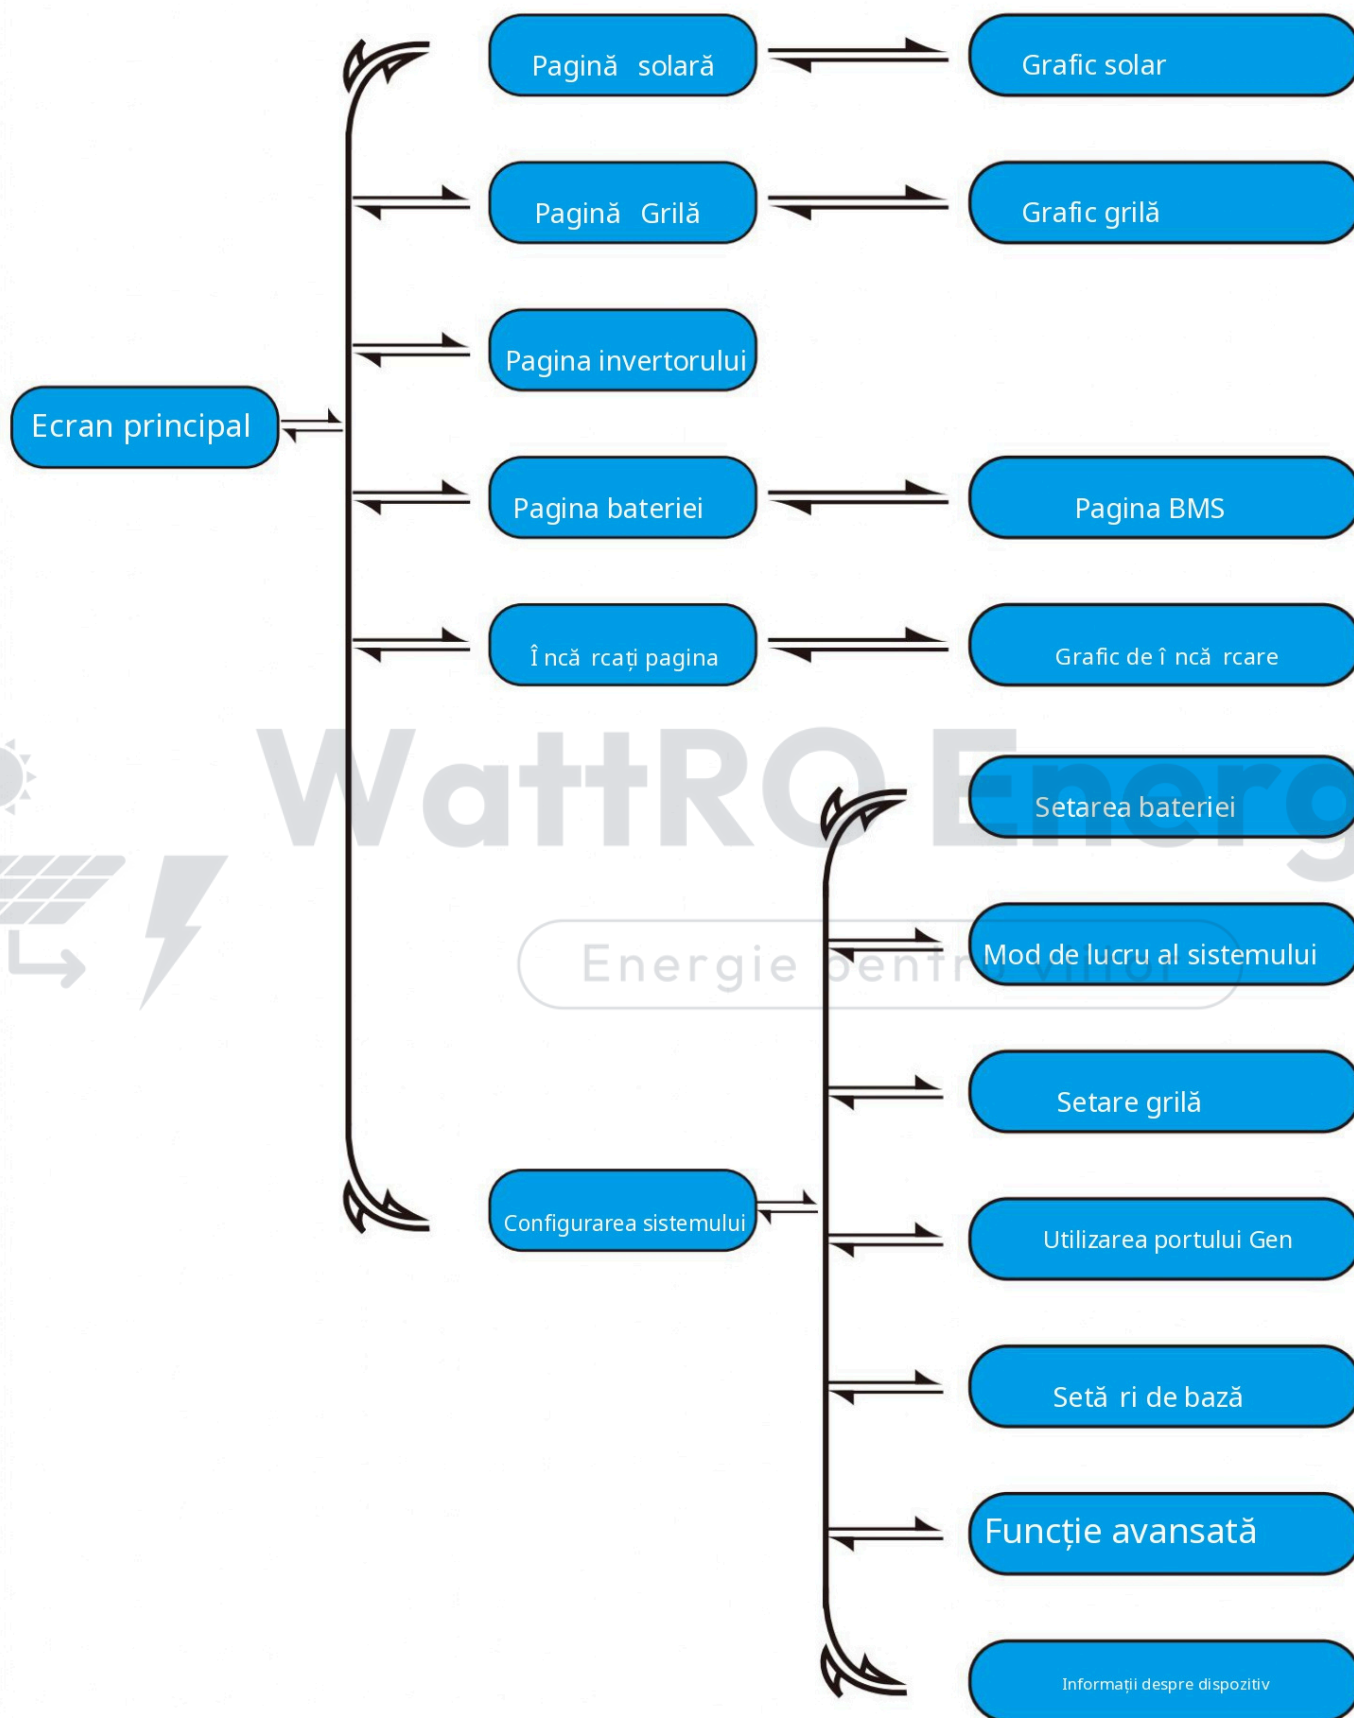 Pagină solară
Grafic solar
Pagină Grilă
Grafic grilă
Pagina invertorului
Ecran principal
Pagina bateriei
Pagina BMS
Î ncă rcați pagina
Grafic de î ncă rcare
WattRO Energ
Setarea bateriei
Energie pentru viitor
Mod de lucru al sistemului
Setare grilă
Configurarea sistemului
Utilizarea portului Gen
Setă ri de bază
Funcție avansată
Informații despre dispozitiv